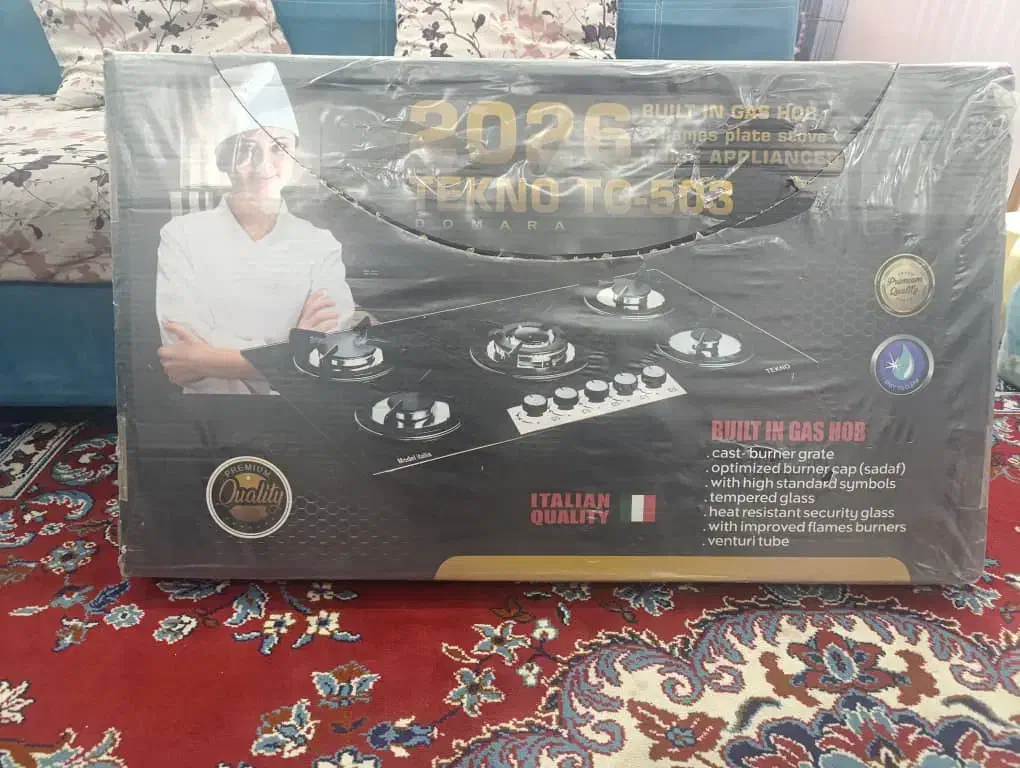 2026
BUILT IN GAS HOB
plate stove
APPLIANCES
TEKNO TC-503
DOMARA
Premium
Quality
TEKNO
Model Italia
BUILT IN GAS HOB
. cast- burner grate
. optimized burner cap (sadaf)
. with high standard symbols
. tempered glass
. heat resistant security glass
. with improved flames burners
. venturi tube
PREMIUM
Quality
ITALIAN
QUALITY